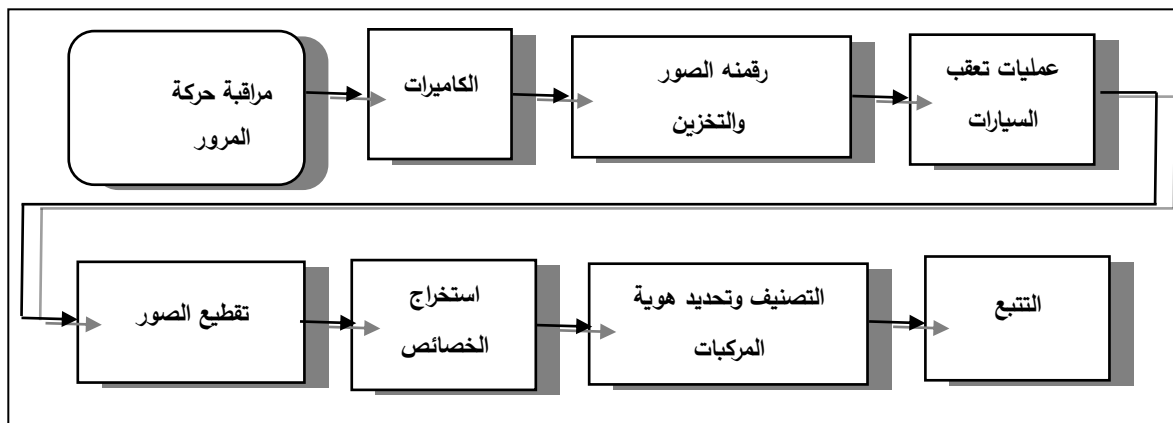 مراقبة حركة
المرور
الكاميرات
رقمنه الصور
والتخزين
عمليات تعقب
السيارات
تقطيع الصور
استخراج
الخصائص
التصنيف وتحديد هوية
المركبات
التتبع